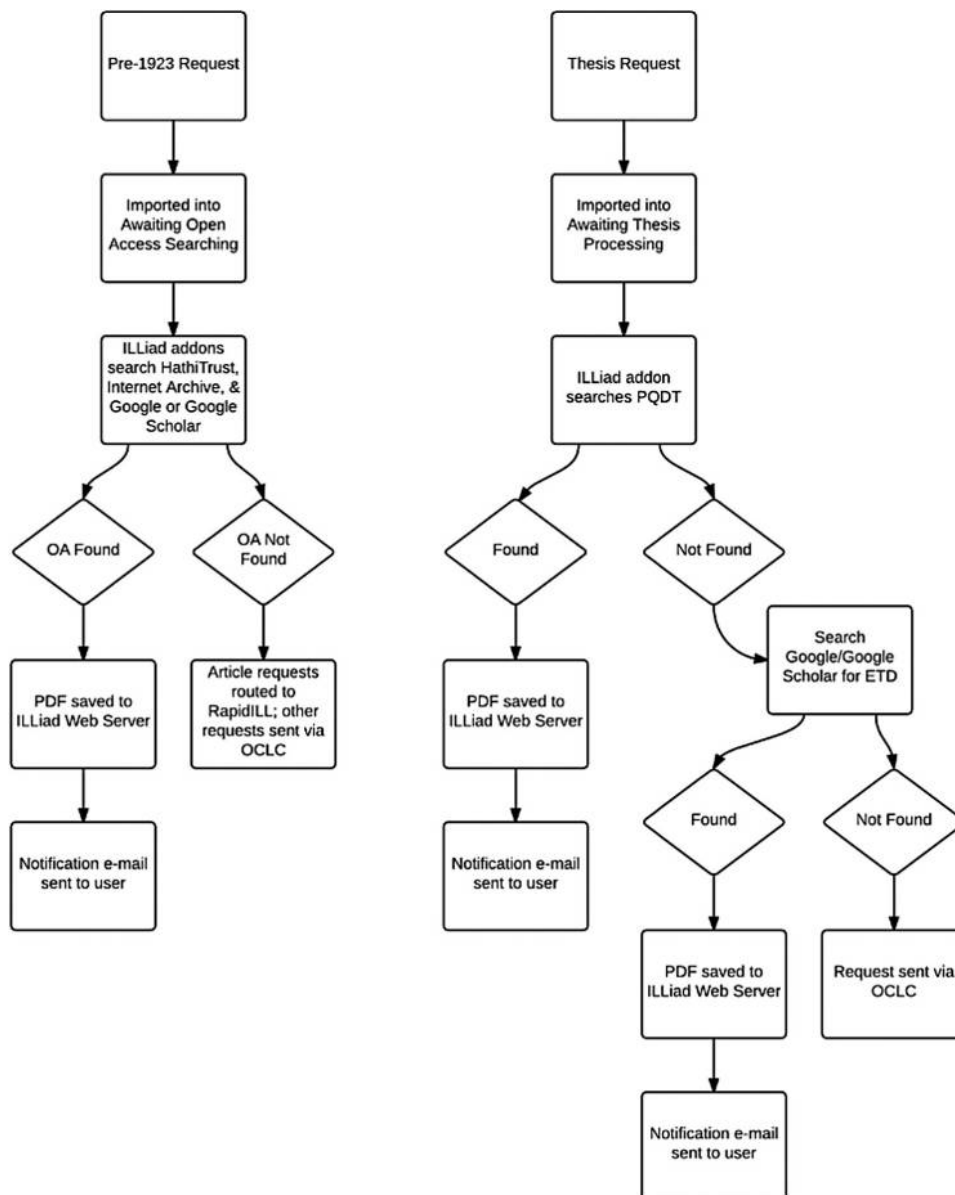 Pre-1923 Request
Imported into
Awaiting Open
Access Searching
ILLiad addons
search HathiTrust,
Internet Archive, &
Google or Google
Scholar
OA Found
OA Not
Found
PDF saved to
ILLiad Web Server
Article requests
routed to
RapidILL; other
requests sent via
OCLC
Notification e-mail
sent to user
Thesis Request
Imported into
Awaiting Thesis
Processing
ILLiad addon
searches PQDT
Found
Not Found
PDF saved to
ILLiad Web Server
Notification e-mail
sent to user
Search
Google/Google
Scholar for ETD
Found
Not Found
PDF saved to
ILLiad Web Server
Request sent via
OCLC
Notification e-mail
sent to user